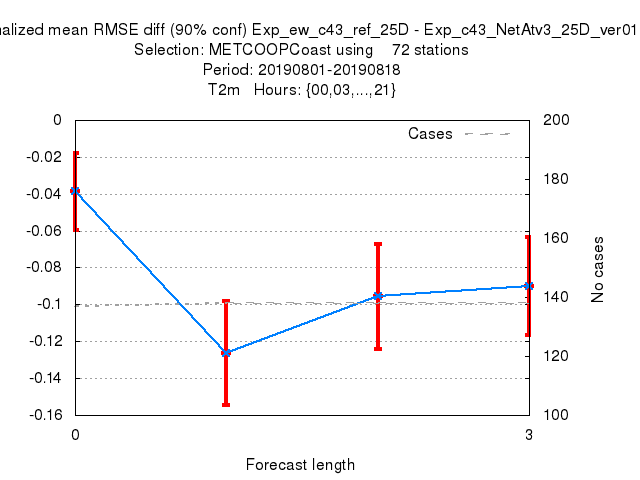 nalized mean RMSE diff (90% conf) Exp_ew_c43_ref_25D - Exp_c43_NetAtv3_25D_ver01
Selection: METCOOPCoast using 72 stations
Period: 20190801-20190818
T2m Hours: {00,03,...,21}
Cases
0
-0.02
-0.04
-0.06
-0.08
-0.1
-0.12
-0.14
-0.16
200
180
160
140
120
100
No cases
0 3
Forecast length